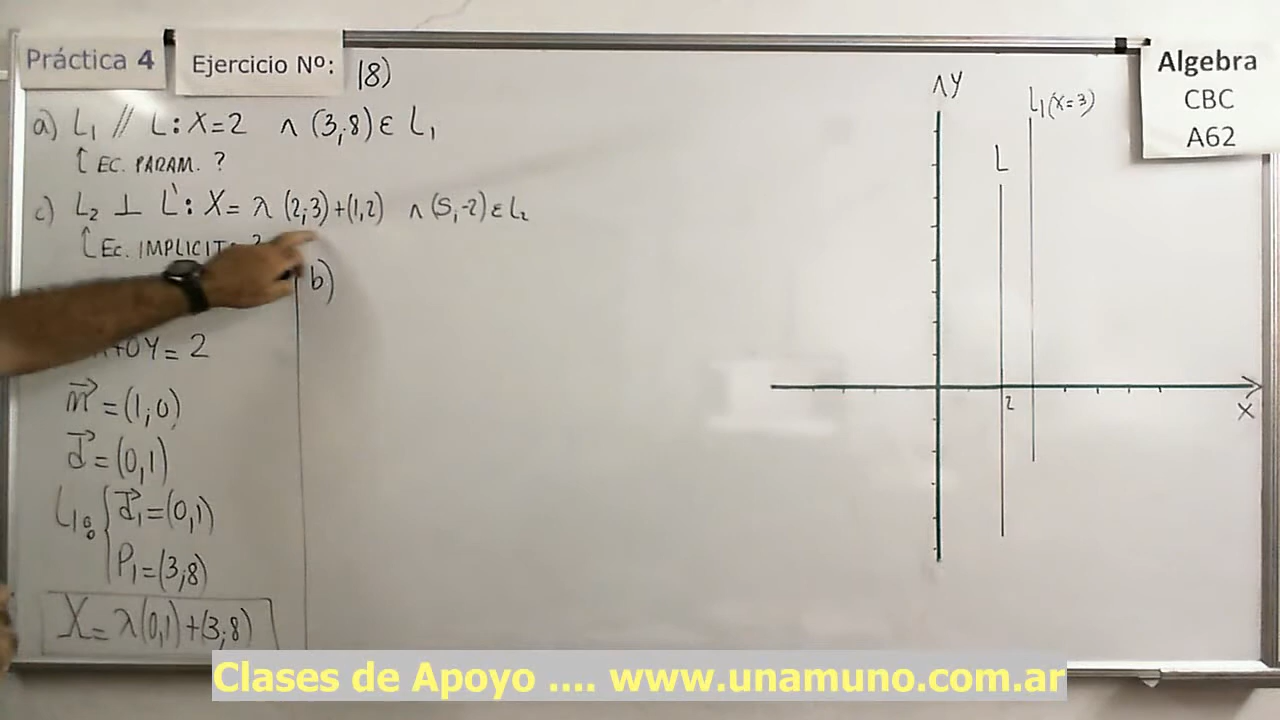 Práctica 4
Ejercicio Nº: 18)
Algebra
CBC
A62
a) L₁ // L: X=2 ∧ (3;8) ε L₁
↑ EC. PARAM. ?
c) L₂ ⊥ L': X= λ (2;3)+(1,2) ∧ (5,-2) ε L₂
↑ EC. IMPLICIT
b)
+0Y= 2
n⃗ =(1;0)
d⃗ =(0,1)
L₁: { d⃗₁=(0,1)
P₁=(3;8)
X= λ(0,1)+(3;8)
Y
L₁(X=3)
L
2
X
Clases de Apoyo .... www.unamuno.com.ar